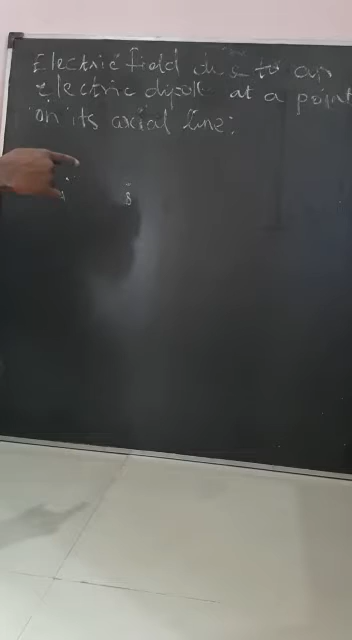 Electric field due to an
electric dipole at a point
on its axial line:
A B